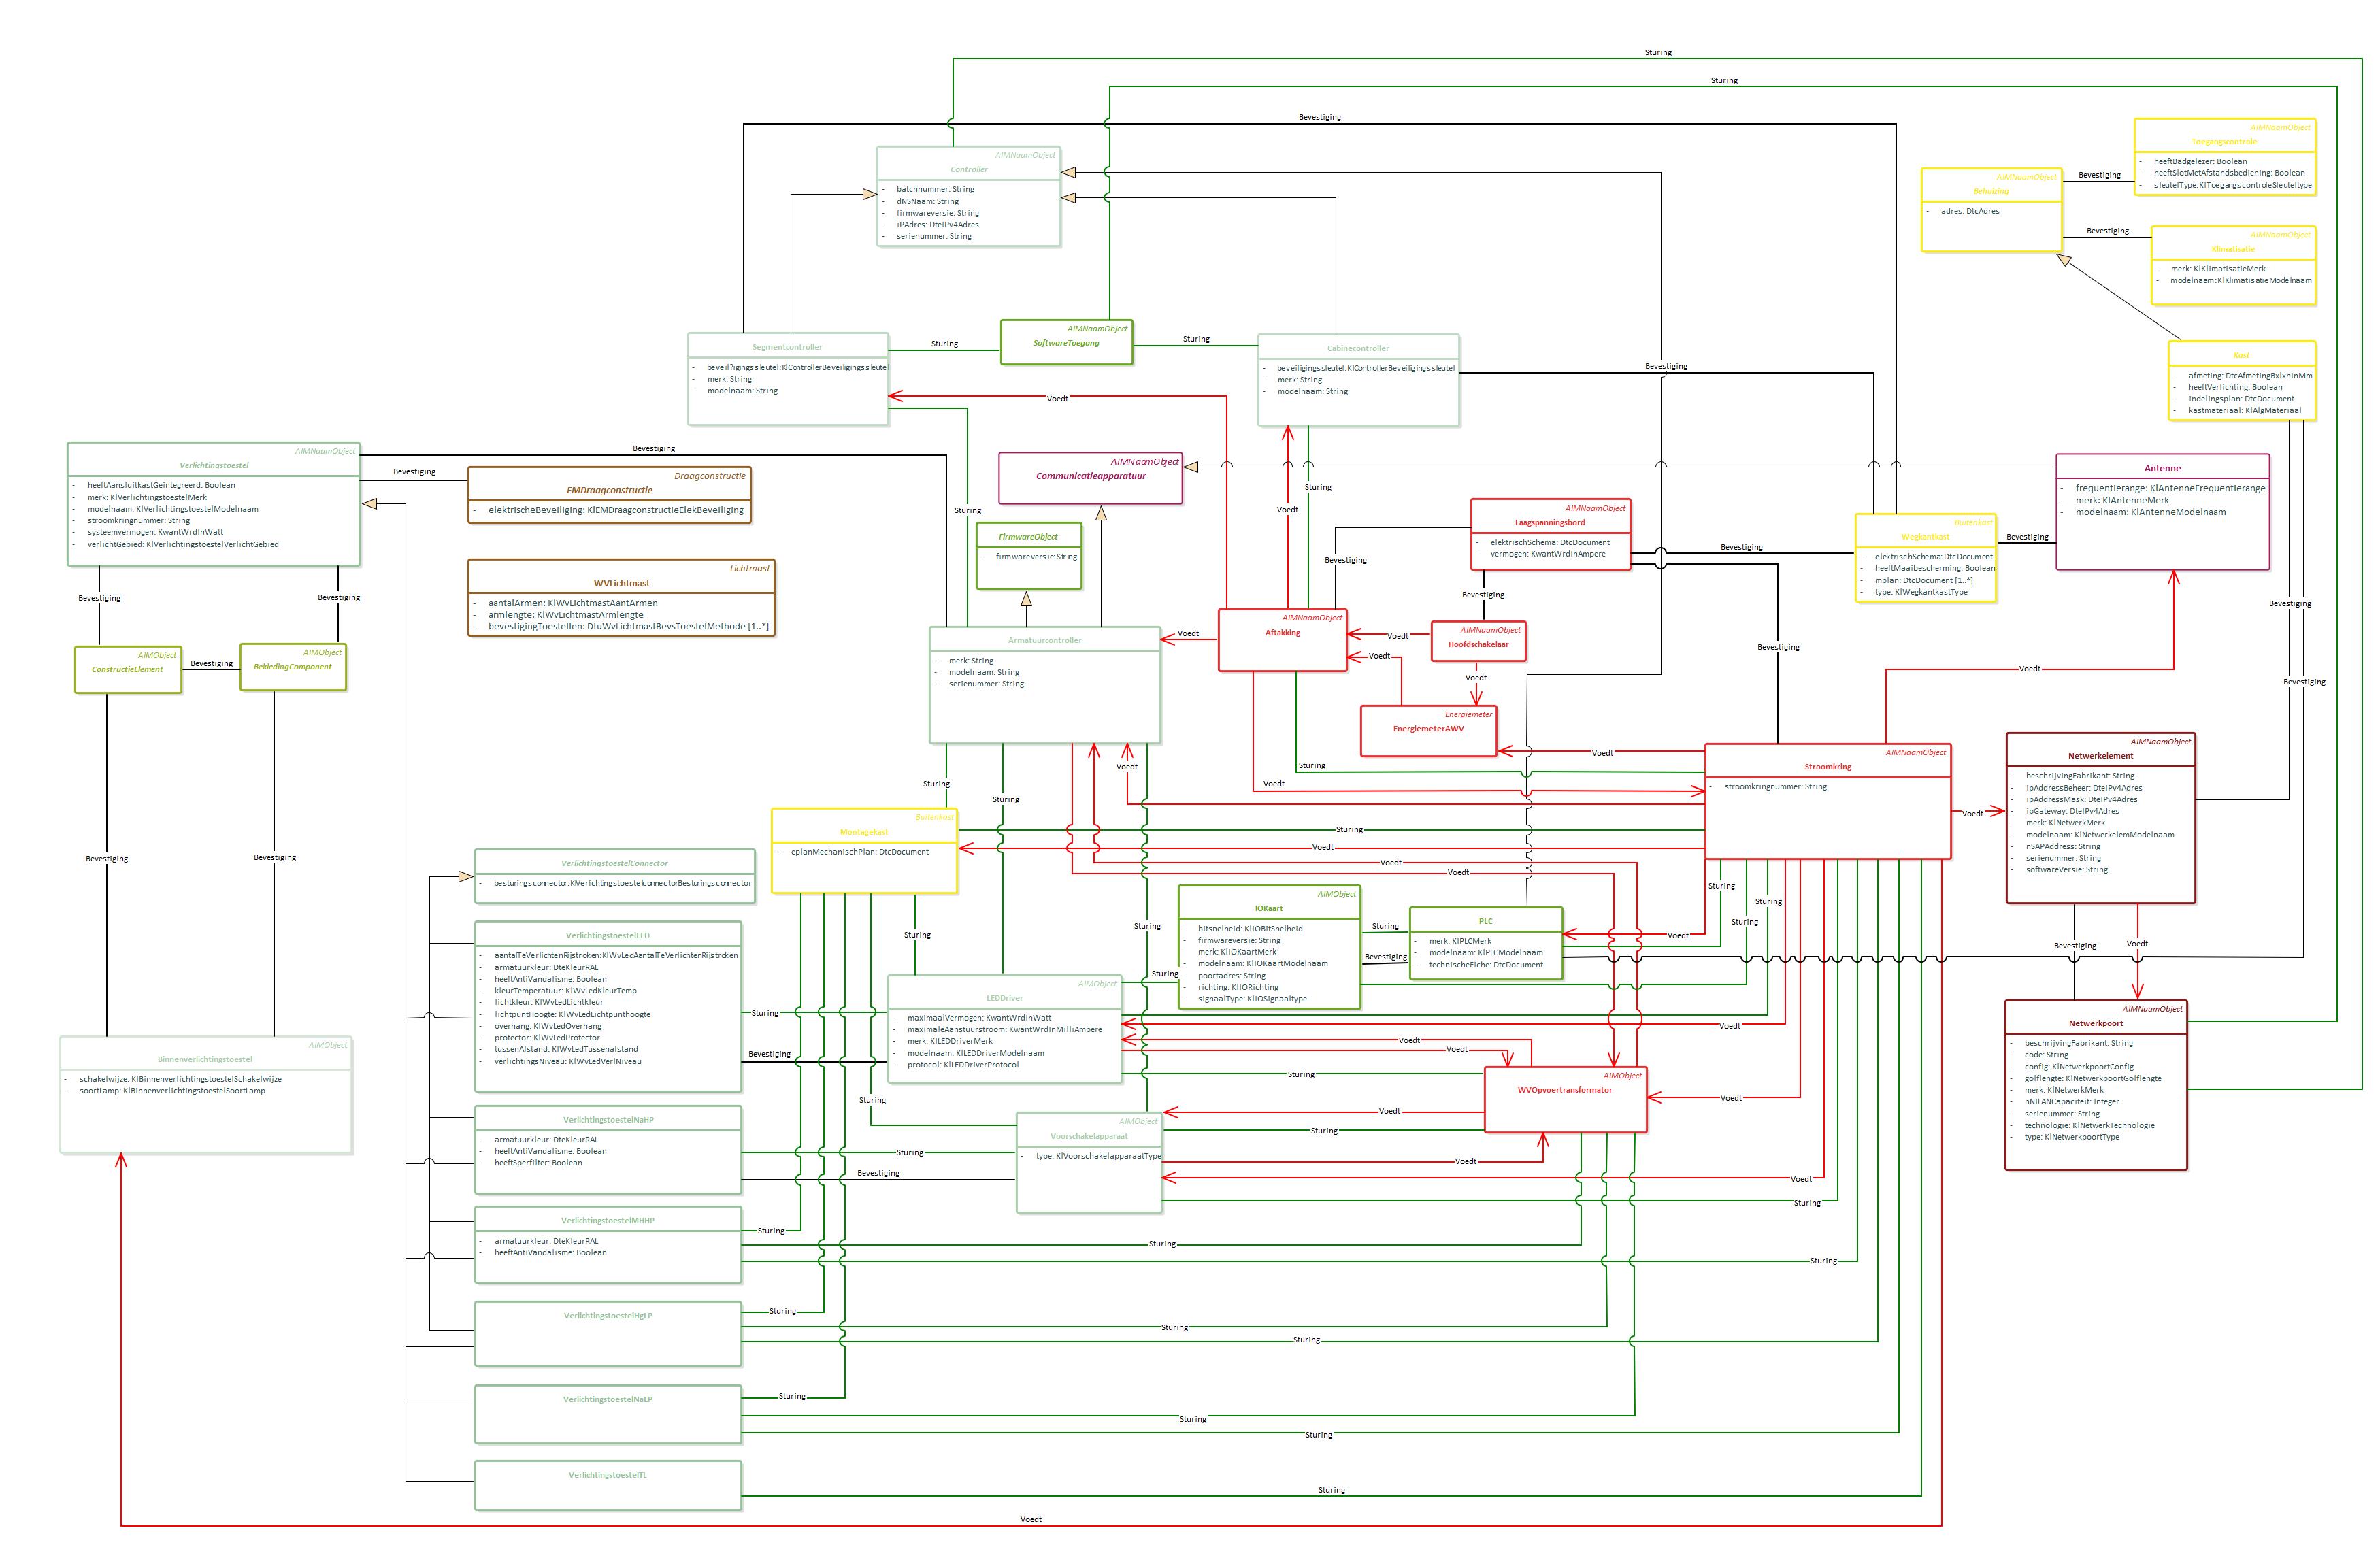 Sturing
Sturing
Bevestiging
AIMNaamObject
Controller
- batchnummer: String
- dNSNaam: String
- firmwareversie: String
- iPAdres: DteIPv4Adres
- serienummer: String
AIMNaamObject
Toegangscontrole
- heeftBadgelezer: Boolean
- heeftSlotMetAfstandsbediening: Boolean
- sleutelType:KlToegangscontroleSleuteltype
AIMNaamObject
Behuizing
- adres: DtcAdres
Bevestiging
Bevestiging
AIMNaamObject
Klimatisatie
- merk: KlKlimatisatieMerk
- modelnaam:KlKlimatisatieModelnaam
Segmentcontroller
- beveil?igingssleutel:KlControllerBeveiligingssleutel
- merk: String
- modelnaam: String
Sturing
AIMNaamObject
SoftwareToegang
Sturing
Cabinecontroller
- beveiligingssleutel:KlControllerBeveiligingssleutel
- merk: String
- modelnaam: String
Bevestiging
Voedt
Kast
- afmeting: DtcAfmetingBxlxhInMm
- heeftVerlichting: Boolean
- indelingsplan: DtcDocument
- kastmateriaal: KlAlgMateriaal
AIMNaamObject
Verlichtingstoestel
- heeftAansluitkastGeintegreerd: Boolean
- merk: KlVerlichtingstoestelMerk
- modelnaam: KlVerlichtingstoestelModelnaam
- stroomkringnummer: String
- systeemvermogen: KwantWrdInWatt
- verlichtGebied: KlVerlichtingstoestelVerlichtGebied
Bevestiging
Bevestiging
Draagconstructie
EMDraagconstructie
- elektrischeBeveiliging: KlEMDraagconstructieElekBeveiliging
Lichtmast
WVLichtmast
- aantalArmen: KlWvLichtmastAantArmen
- armlengte: KlWvLichtmastArmlengte
- bevestigingToestellen: DtuWvLichtmastBevsToestelMethode [1..*]
AIMNaamObject
Communicatieapparatuur
Sturing
Sturing
Voedt
FirmwareObject
- firmwareversie: String
AIMNaamObject
Laagspanningsbord
- elektrischSchema: DtcDocument
- vermogen: KwantWrdInAmpere
Bevestiging
Bevestiging
Bevestiging
Antenne
- frequentierange: KlAntenneFrequentierange
- merk: KlAntenneMerk
- modelnaam: KlAntenneModelnaam
Buitenkast
Wegkantkast
- elektrischSchema: DtcDocument
- heeftMaaibescherming: Boolean
- mplan: DtcDocument [1..*]
- type: KlWegkantkastType
Bevestiging
Bevestiging
Bevestiging
Bevestiging
Bevestiging
AIMObject
ConstructieElement
Bevestiging
AIMObject
BekledingComponent
Armatuurcontroller
- merk: String
- modelnaam: String
- serienummer: String
Voedt
AIMNaamObject
Aftakking
Voedt
AIMNaamObject
Hoofdschakelaar
Voedt
Voedt
Bevestiging
Energiemeter
EnergiemeterAWV
Voedt
Voedt
Bevestiging
Bevestiging
Sturing
Sturing
Voedt
Sturing
Voedt
AIMNaamObject
Stroomkring
- stroomkringnummer: String
Voedt
AIMNaamObject
Netwerkelement
- beschrijvingFabrikant: String
- ipAddressBeheer: DteIPv4Adres
- ipAddressMask: DteIPv4Adres
- ipGateway: DteIPv4Adres
- merk: KlNetwerkMerk
- modelnaam: KlNetwerkelemModelnaam
- nSAPAddress: String
- serienummer: String
- softwareVersie: String
Buitenkast
Montagekast
- eplanMechanischPlan: DtcDocument
Sturing
Voedt
Voedt
Voedt
VerlichtingstoestelConnector
- besturingsconnector:KlVerlichtingstoestelconnectorBesturingsconnector
Sturing
Sturing
Sturing
Sturing
Sturing
AIMObject
IOKaart
- bitsnelheid: KlIOBitSnelheid
- firmwareversie: String
- merk: KlIOKaartMerk
- modelnaam: KlIOKaartModelnaam
- poortadres: String
- richting: KlIORichting
- signaalType: KlIOSignaaltype
Sturing
Bevestiging
PLC
- merk: KlPLCMerk
- modelnaam: KlPLCModelnaam
- technischeFiche: DtcDocument
Voedt
Bevestiging
Voedt
VerlichtingstoestelLED
- aantalTeVerlichtenRijstroken:KlWvLedAantalTeVerlichtenRijstroken
- armatuurkleur: DteKleurRAL
- heeftAntiVandalisme: Boolean
- kleurTemperatuur: KlWvLedKleurTemp
- lichtkleur: KlWvLedLichtkleur
- lichtpuntHoogte: KlWvLedLichtpunthoogte
- overhang: KlWvLedOverhang
- protector: KlWvLedProtector
- tussenAfstand: KlWvLedTussenafstand
- verlichtingsNiveau: KlWvLedVerlNiveau
Sturing
Bevestiging
Sturing
AIMObject
LEDDriver
- maximaalVermogen: KwantWrdInWatt
- maximaleAanstuurstroom: KwantWrdInMilliAmpere
- merk: KlLEDDriverMerk
- modelnaam: KlLEDDriverModelnaam
- protocol: KlLEDDriverProtocol
Voedt
Voedt
Voedt
Sturing
AIMObject
WVOpvoertransformator
Voedt
AIMNaamObject
Netwerkpoort
- beschrijvingFabrikant: String
- code: String
- config: KlNetwerkpoortConfig
- golflengte: KlNetwerkpoortGolflengte
- merk: KlNetwerkMerk
- nNILANCapaciteit: Integer
- serienummer: String
- technologie: KlNetwerkTechnologie
- type: KlNetwerkpoortType
Bevestiging
Bevestiging
AIMObject
Binnenverlichtingstoestel
- schakelwijze: KlBinnenverlichtingstoestelSchakelwijze
- soortLamp: KlBinnenverlichtingstoestelSoortLamp
Sturing
VerlichtingstoestelNaHP
- armatuurkleur: DteKleurRAL
- heeftAntiVandalisme: Boolean
- heeftSperfilter: Boolean
Sturing
Bevestiging
AIMObject
Voorschakelapparaat
- type: KlVoorschakelapparaatType
Voedt
Sturing
Voedt
Voedt
Sturing
VerlichtingstoestelMHHP
- armatuurkleur: DteKleurRAL
- heeftAntiVandalisme: Boolean
Sturing
Sturing
Sturing
VerlichtingstoestelHgLP
Sturing
Sturing
Sturing
VerlichtingstoestelNaLP
Sturing
Sturing
Sturing
VerlichtingstoestelTL
Sturing
Voedt